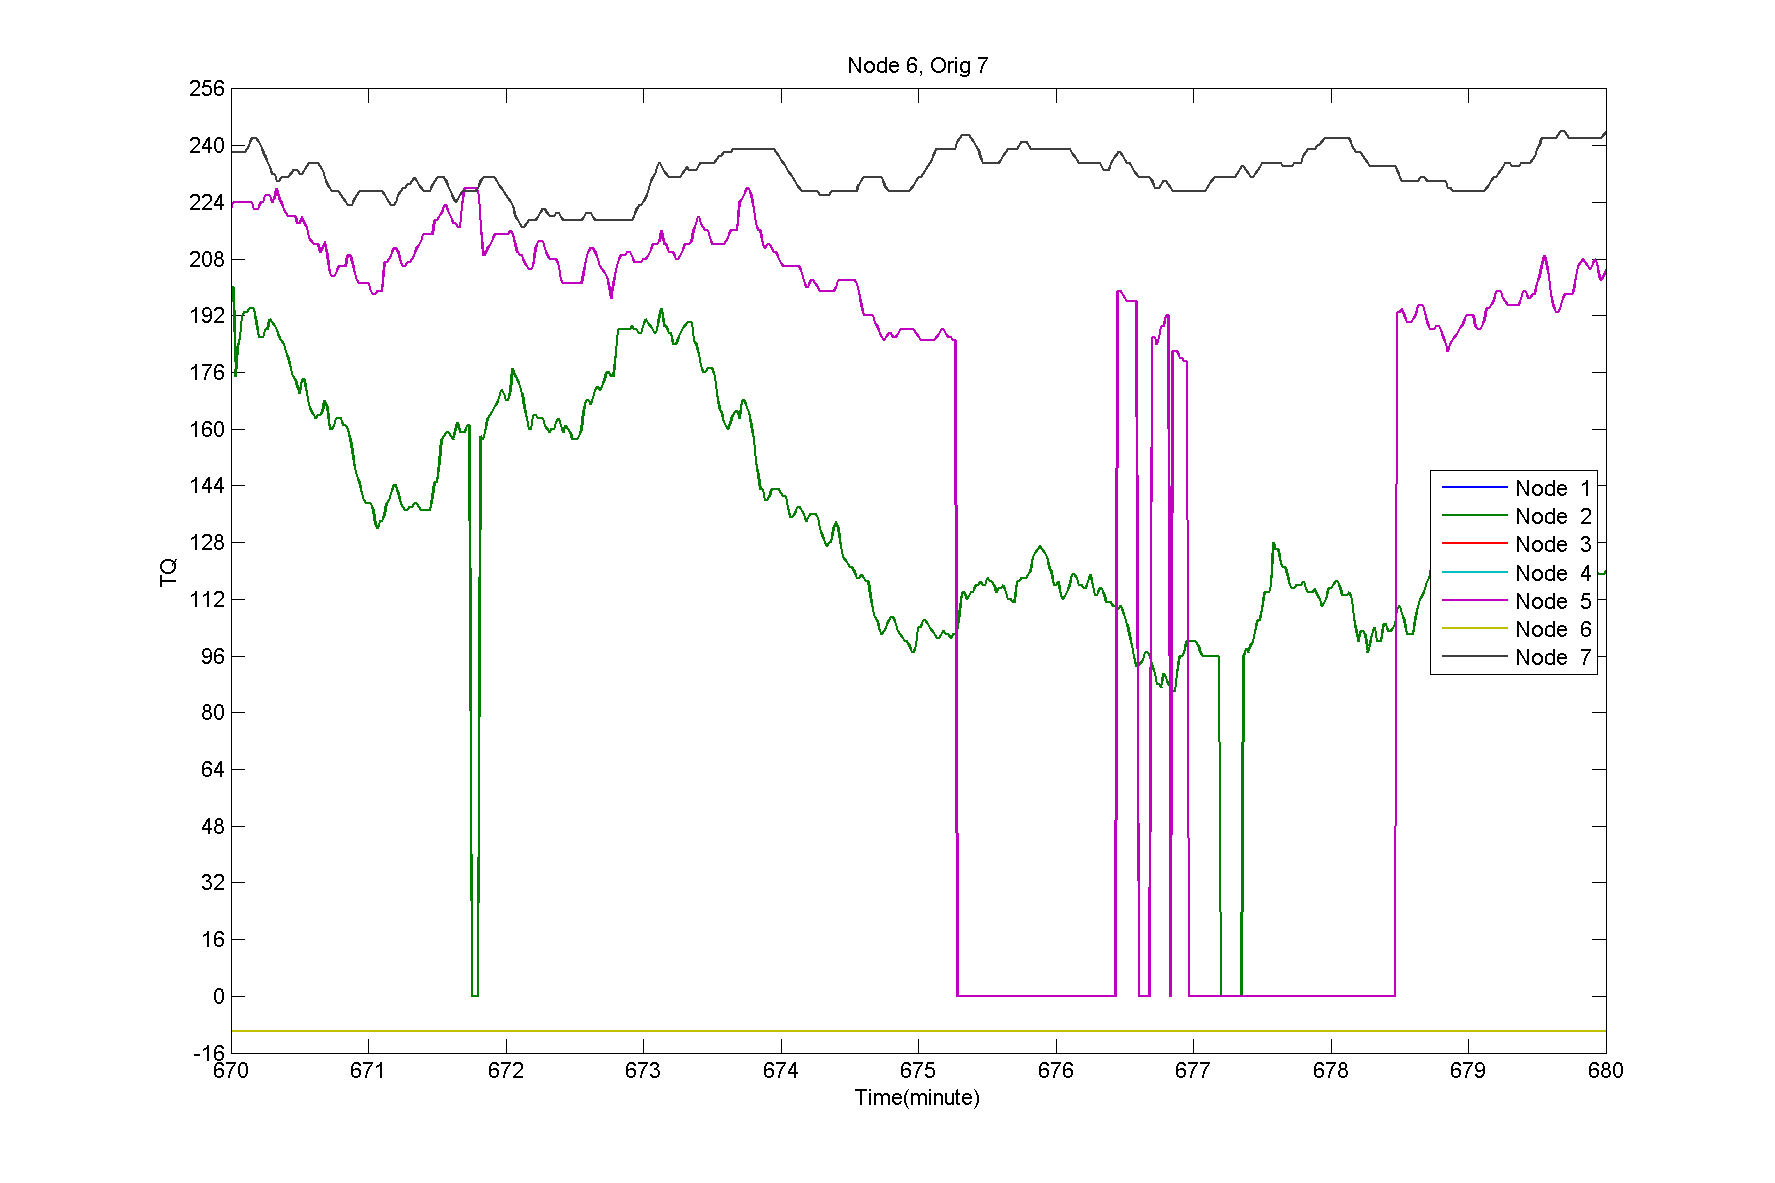 Node 6, Orig 7
256
240
224
208
192
176
160
144
128
112
96
80
64
48
32
16
0
-16
TQ
Node 1
Node 2
Node 3
Node 4
Node 5
Node 6
Node 7
670 671 672 673 674 675 676 677 678 679 680
Time(minute)